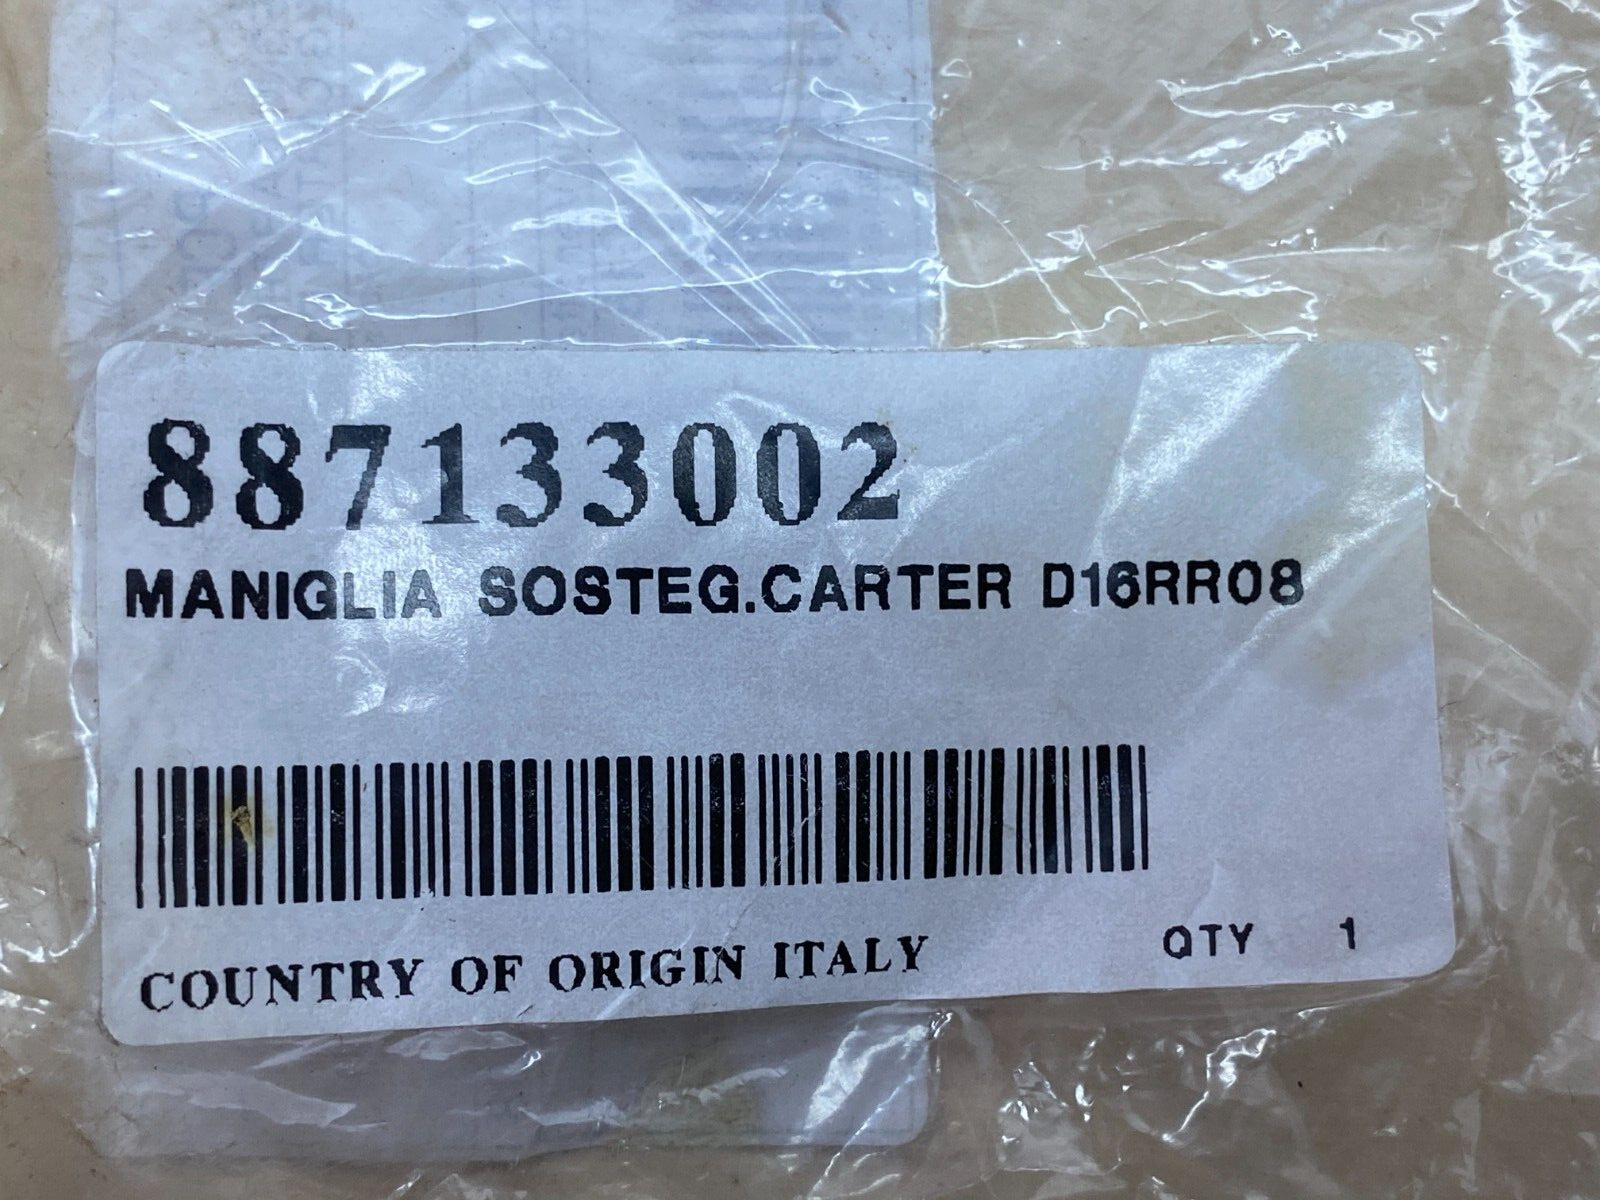 887133002
MANIGLIA SOSTEG.CARTER D16RR08
COUNTRY OF ORIGIN ITALY
QTY 1